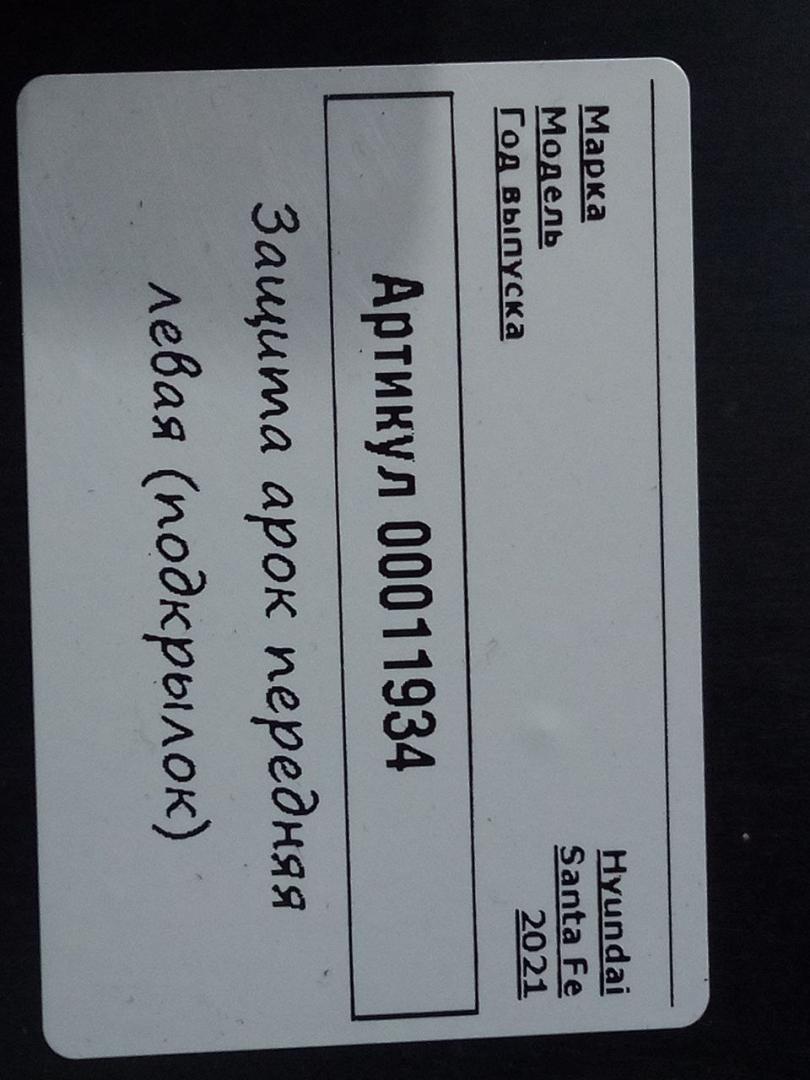 Марка Hyundai
Модель Santa Fe
Год выпуска 2021
Артикул 00011934
Защита арок передняя
левая (подкрылок)